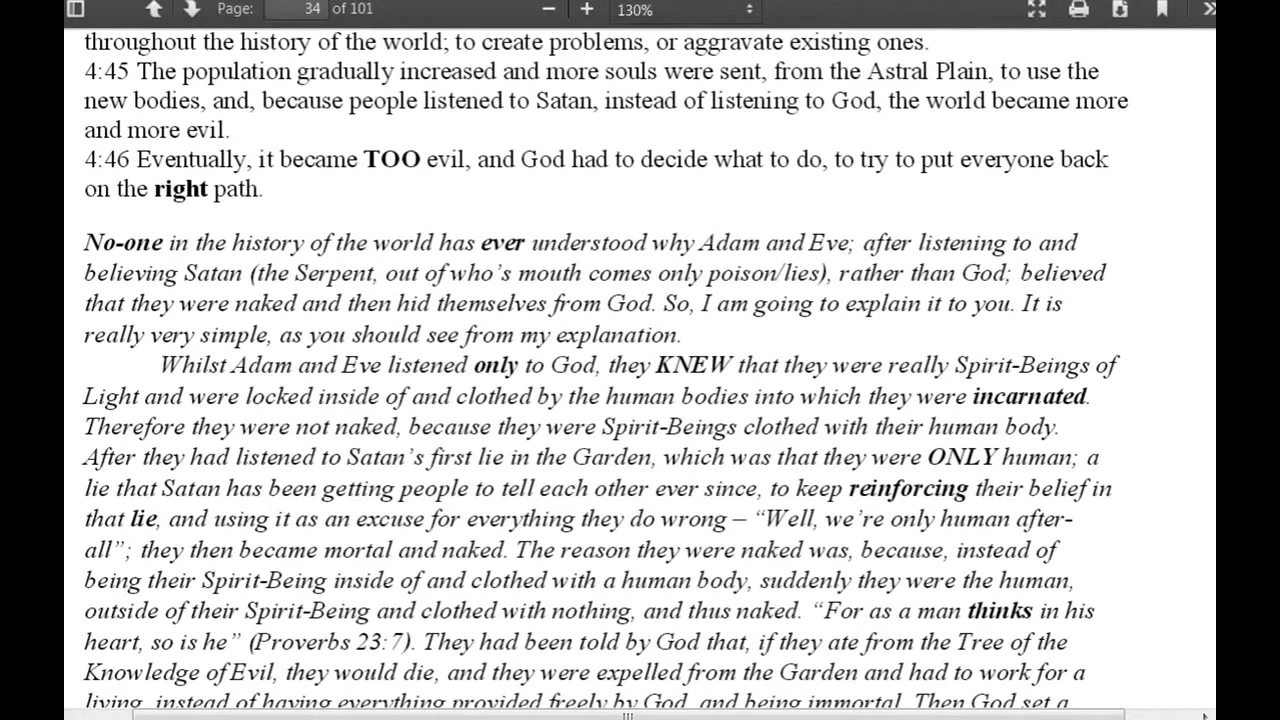 Page: 34 of 101 130%
throughout the history of the world; to create problems, or aggravate existing ones.
4:45 The population gradually increased and more souls were sent, from the Astral Plain, to use the
new bodies, and, because people listened to Satan, instead of listening to God, the world became more
and more evil.
4:46 Eventually, it became TOO evil, and God had to decide what to do, to try to put everyone back
on the right path.
No-one in the history of the world has ever understood why Adam and Eve; after listening to and
believing Satan (the Serpent, out of who's mouth comes only poison/lies), rather than God; believed
that they were naked and then hid themselves from God. So, I am going to explain it to you. It is
really very simple, as you should see from my explanation.
Whilst Adam and Eve listened only to God, they KNEW that they were really Spirit-Beings of
Light and were locked inside of and clothed by the human bodies into which they were incarnated.
Therefore they were not naked, because they were Spirit-Beings clothed with their human body.
After they had listened to Satan's first lie in the Garden, which was that they were ONLY human; a
lie that Satan has been getting people to tell each other ever since, to keep reinforcing their belief in
that lie, and using it as an excuse for everything they do wrong – “Well, we're only human after-
all”; they then became mortal and naked. The reason they were naked was, because, instead of
being their Spirit-Being inside of and clothed with a human body, suddenly they were the human,
outside of their Spirit-Being and clothed with nothing, and thus naked. “For as a man thinks in his
heart, so is he” (Proverbs 23:7). They had been told by God that, if they ate from the Tree of the
Knowledge of Evil, they would die, and they were expelled from the Garden and had to work for a
living, instead of having everything provided freely by God, and being immortal. Then God set a